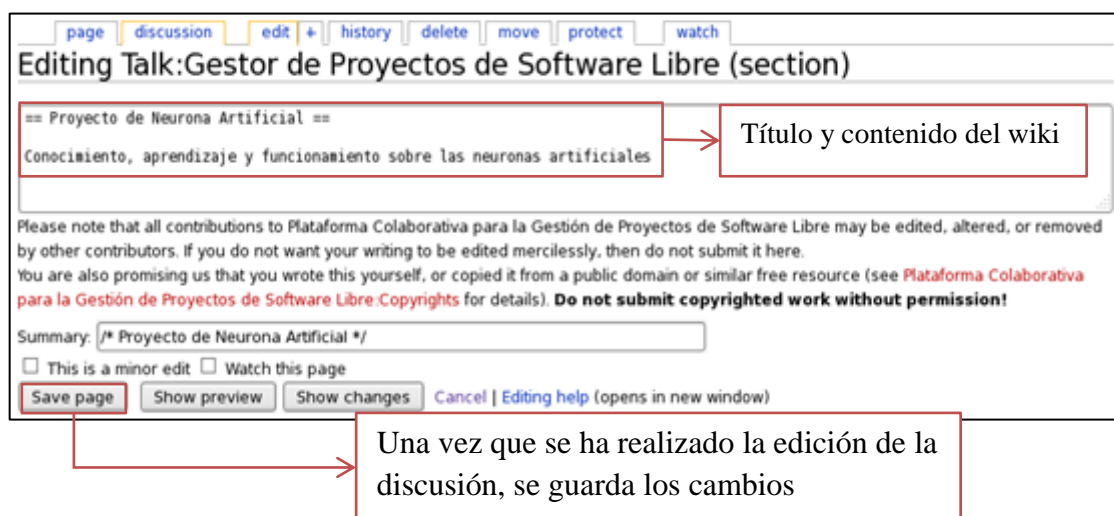 page discussion edit + history delete move protect watch
Editing Talk:Gestor de Proyectos de Software Libre (section)
== Proyecto de Neurona Artificial ==
Conocimiento, aprendizaje y funcionamiento sobre las neuronas artificiales
Título y contenido del wiki
Please note that all contributions to Plataforma Colaborativa para la Gestión de Proyectos de Software Libre may be edited, altered, or removed
by other contributors. If you do not want your writing to be edited mercilessly, then do not submit it here.
You are also promising us that you wrote this yourself, or copied it from a public domain or similar free resource (see Plataforma Colaborativa
para la Gestión de Proyectos de Software Libre:Copyrights for details). Do not submit copyrighted work without permission!
Summary: /* Proyecto de Neurona Artificial */
This is a minor edit Watch this page
Save page Show preview Show changes Cancel | Editing help (opens in new window)
Una vez que se ha realizado la edición de la
discusión, se guarda los cambios